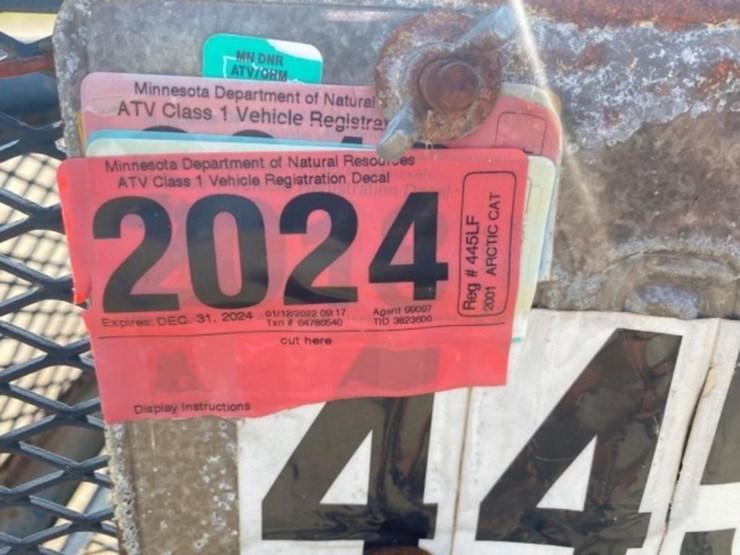 MN DNR
ATV/OHM
Minnesota Department of Natural
ATV Class 1 Vehicle Registra
Minnesota Department of Natural Resources
ATV Class 1 Vehicle Registration Decal
2024
Reg # 445LF
2001 ARCTIC CAT
Expires: DEC. 31, 2024
01/12/2022 09:17
Txn # 64786540
Agent 99097
TID 3823606
cut here
Display Instructions
44